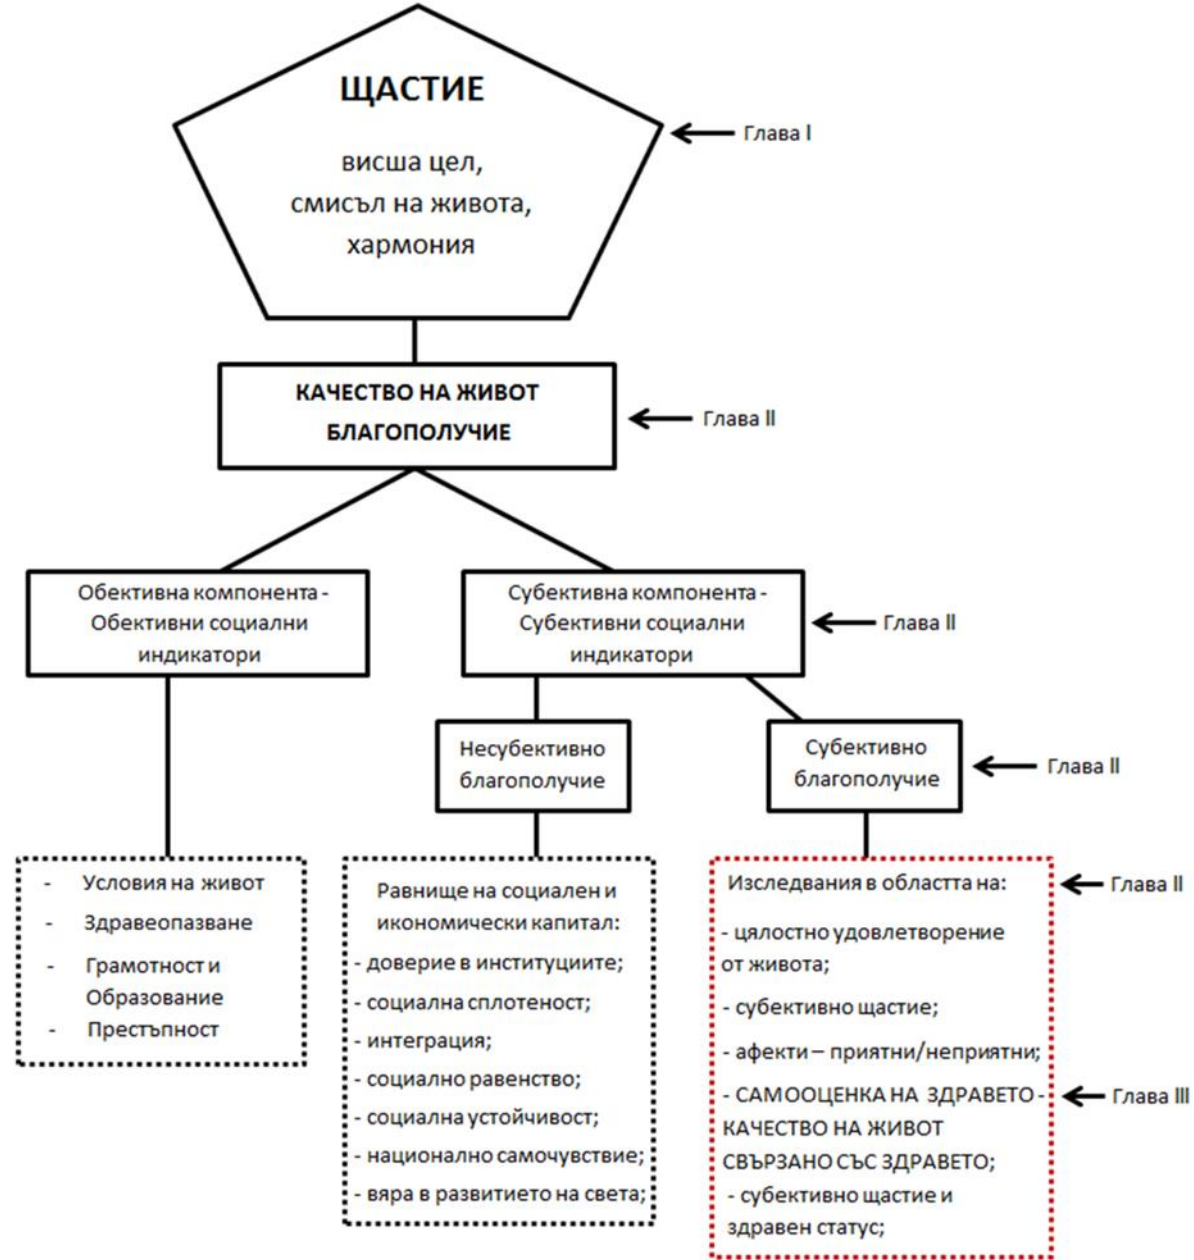 ЩАСТИЕ
висша цел,
смисъл на живота,
хармония
Глава I
КАЧЕСТВО НА ЖИВОТ
БЛАГОПОЛУЧИЕ
Глава II
Обективна компонента -
Обективни социални
индикатори
Субективна компонента -
Субективни социални
индикатори
Глава II
Несубективно
благополучие
Субективно
благополучие
Глава II
- Условия на живот
- Здравеопазване
- Грамотност и
Образование
- Престъпност
Равнище на социален и
икономически капитал:
- доверие в институциите;
- социална сплотеност;
- интеграция;
- социално равенство;
- социална устойчивост;
- национално самочувствие;
- вяра в развитието на света;
Изследвания в областта на:
- цялостно удовлетворение
от живота;
- субективно щастие;
- афекти – приятни/неприятни;
- САМООЦЕНКА НА ЗДРАВЕТО -
КАЧЕСТВО НА ЖИВОТ
СВЪРЗАНО СЪС ЗДРАВЕТО;
- субективно щастие и
здравен статус;
Глава II
Глава III